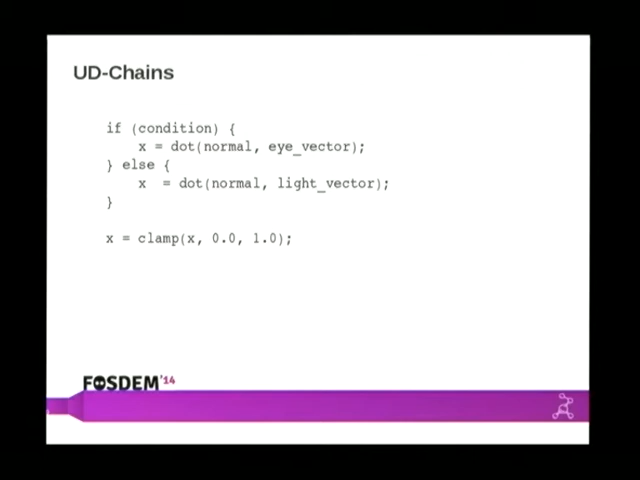 UD-Chains
if (condition) {
x = dot(normal, eye_vector);
} else {
x = dot(normal, light_vector);
}
x = clamp(x, 0.0, 1.0);
FOSDEM'14